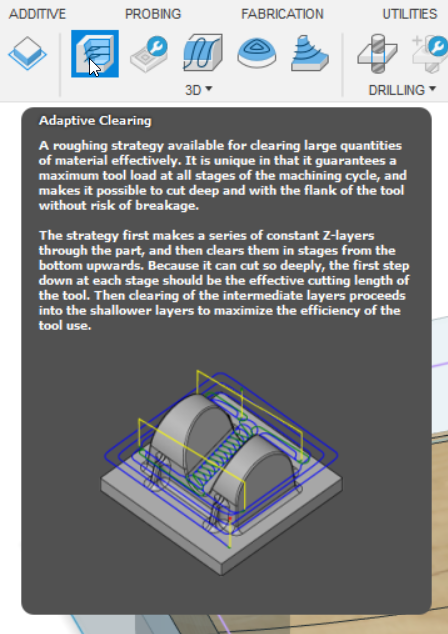 ADDITIVE PROBING FABRICATION UTILITIES
3D ▾ DRILLING ▾
Adaptive Clearing
A roughing strategy available for clearing large quantities
of material effectively. It is unique in that it guarantees a
maximum tool load at all stages of the machining cycle, and
makes it possible to cut deep and with the flank of the tool
without risk of breakage.
The strategy first makes a series of constant Z-layers
through the part, and then clears them in stages from the
bottom upwards. Because it can cut so deeply, the first step
down at each stage should be the effective cutting length of
the tool. Then clearing of the intermediate layers proceeds
into the shallower layers to maximize the efficiency of the
tool use.